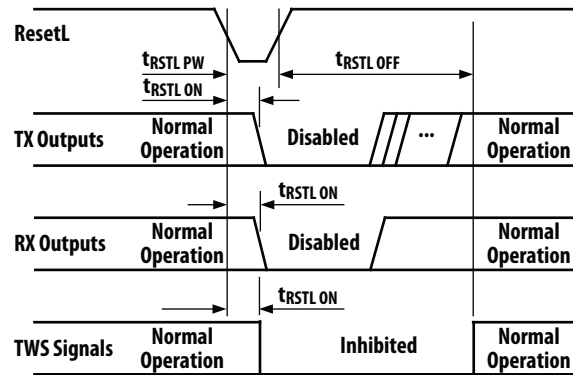 ResetL
tRSTL PW
tRSTL OFF
tRSTL ON
TX Outputs
Normal
Operation
Disabled
...
Normal
Operation
tRSTL ON
RX Outputs
Normal
Operation
Disabled
Normal
Operation
tRSTL ON
TWS Signals
Normal
Operation
Inhibited
Normal
Operation